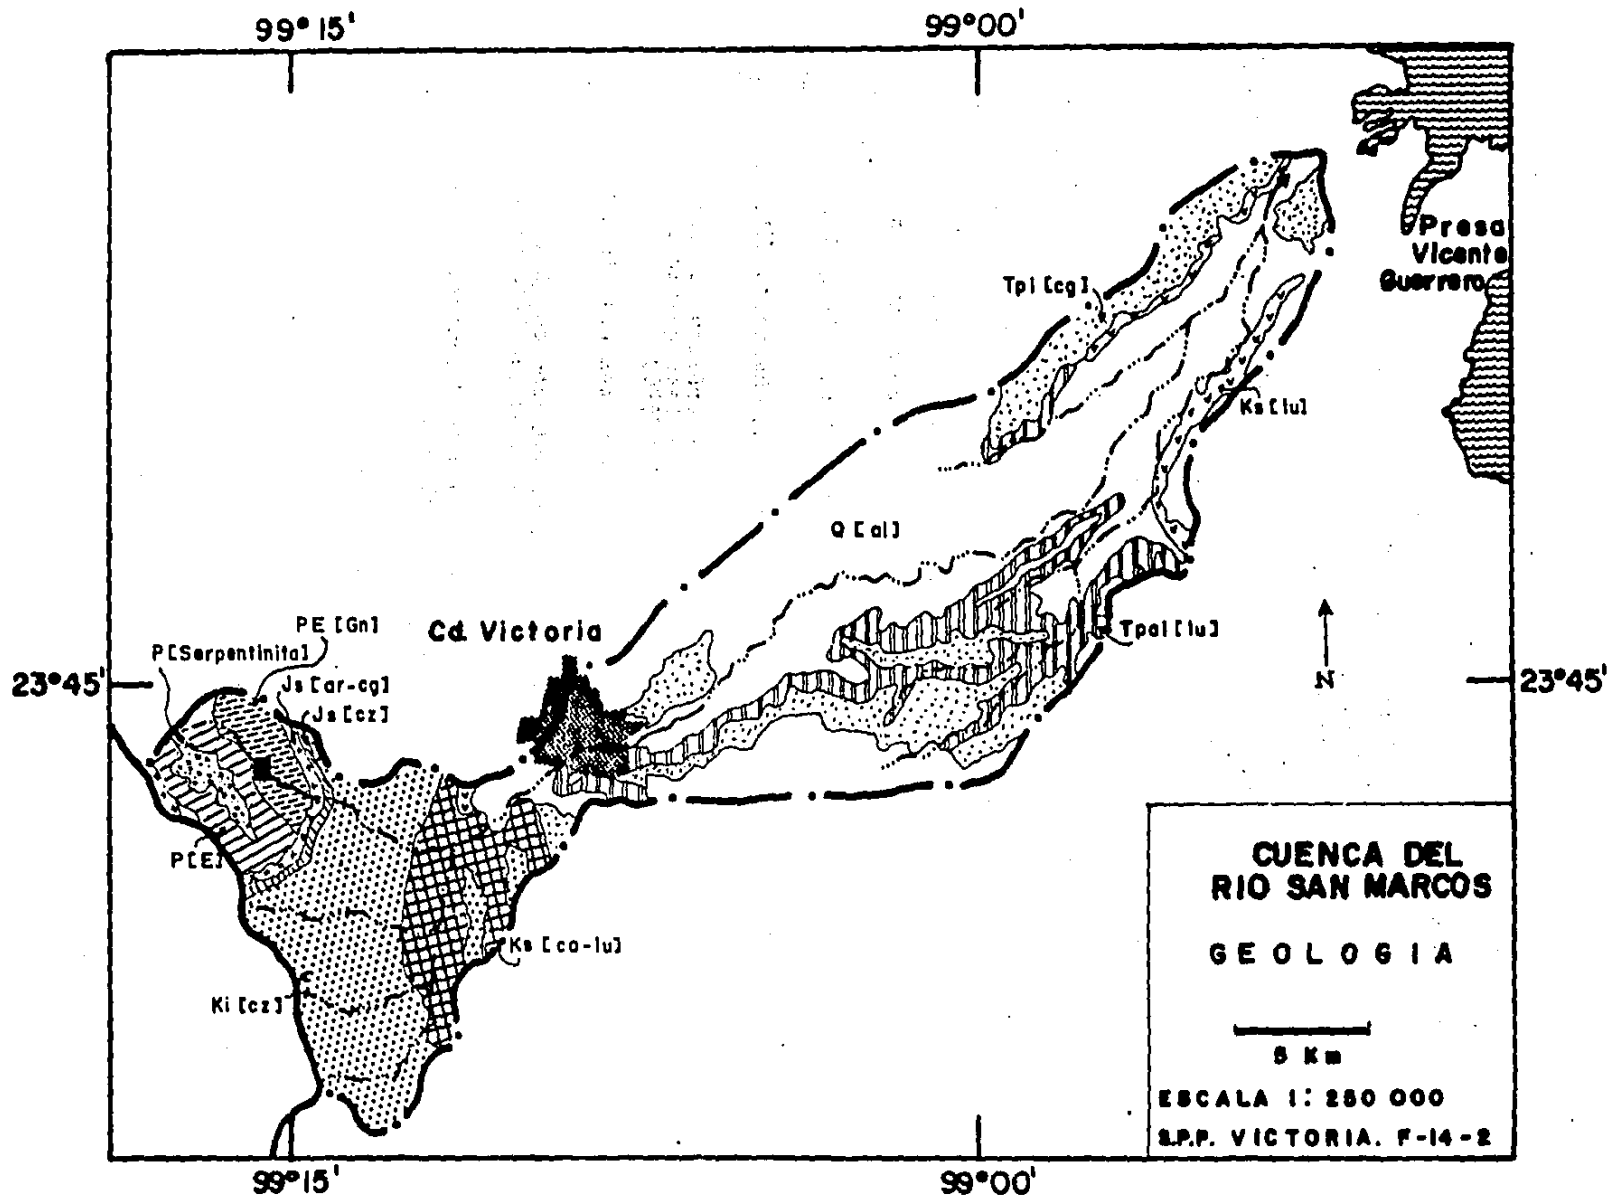 99° 15'
99° 00'
Presa
Vicente
Guerrero
Tpl [cg]
Ks [lu]
Q [al]
PE [Gn]
Cd. Victoria
P[Serpentinita]
Tpal [lu]
Js [ar-cg]
23° 45'
23° 45'
Js [cz]
N
P[E]
CUENCA DEL
RIO SAN MARCOS
Ks [ca-lu]
GEOLOGIA
Ki [cz]
5 Km
ESCALA 1: 250 000
S.P.P. VICTORIA. F-14-2
99° 15'
99° 00'